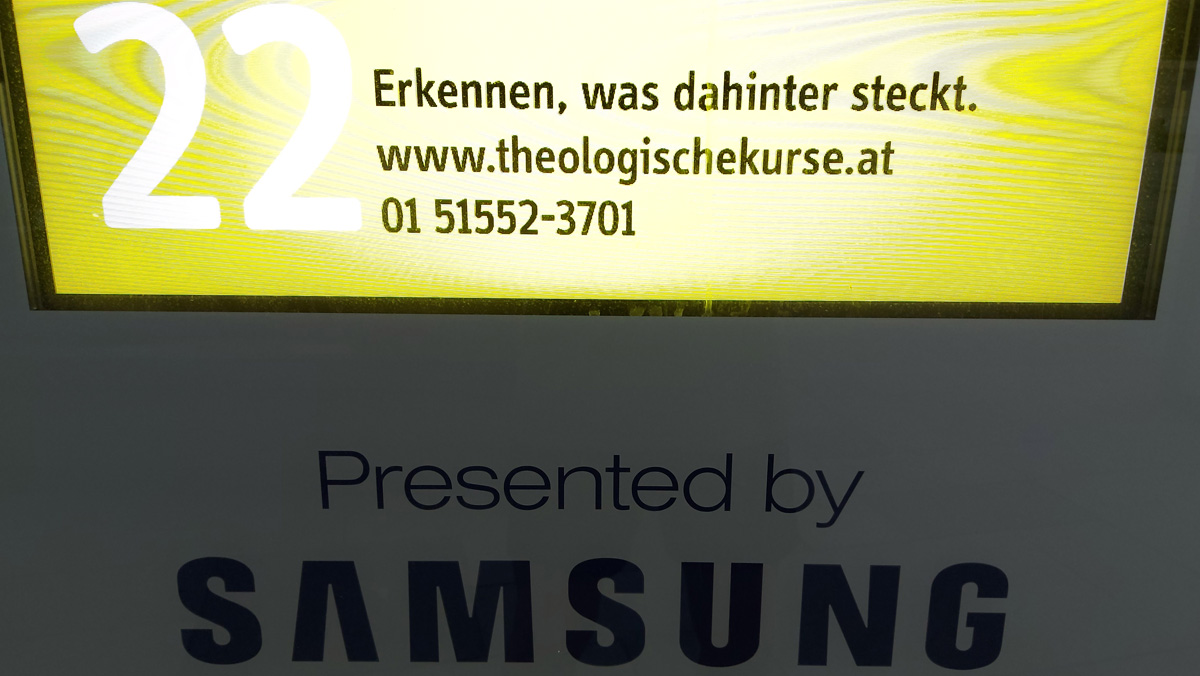 22
Erkennen, was dahinter steckt.
www.theologischekurse.at
01 51552-3701
Presented by
SAMSUNG